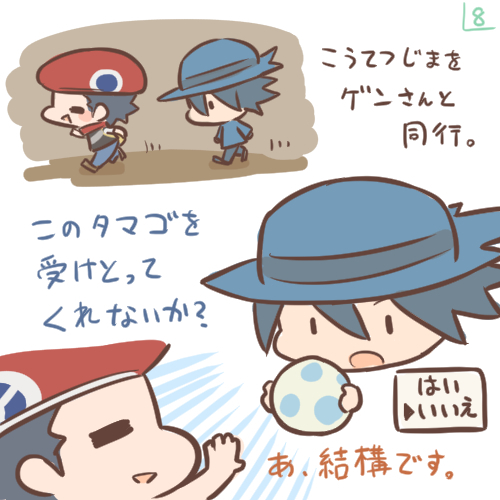 8
こうてつじまを
ゲンさんと
同行。
このタマゴを
受けとって
くれないか?
はい
▶いいえ
あ、結構です。